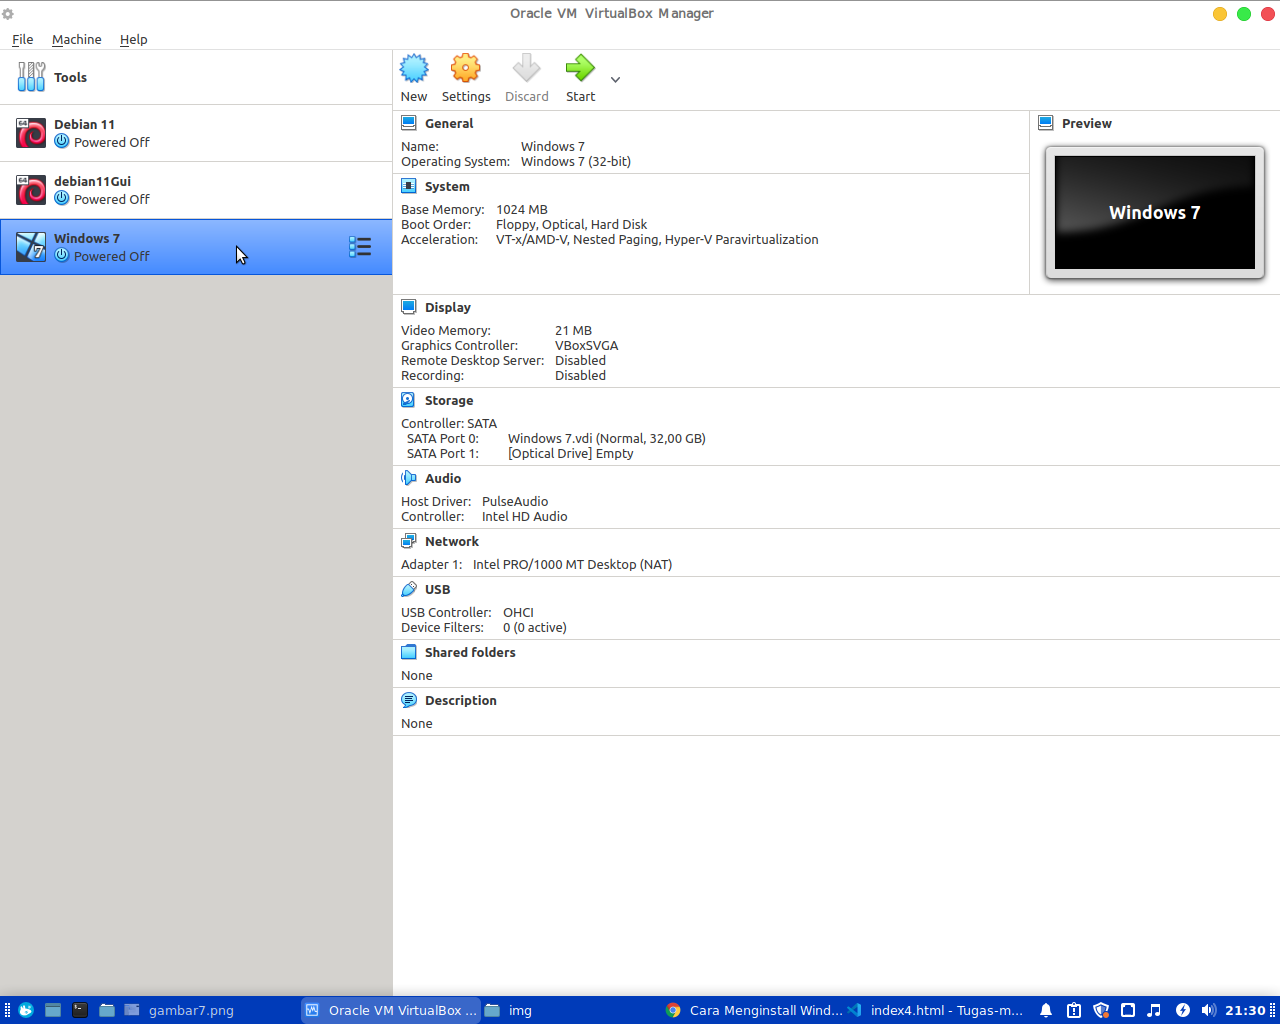 Oracle VM VirtualBox Manager
File Machine Help
Tools
Debian 11
Powered Off
debian11Gui
Powered Off
Windows 7
Powered Off
New Settings Discard Start
General
Name: Windows 7
Operating System: Windows 7 (32-bit)
System
Base Memory: 1024 MB
Boot Order: Floppy, Optical, Hard Disk
Acceleration: VT-x/AMD-V, Nested Paging, Hyper-V Paravirtualization
Preview
Windows 7
Display
Video Memory: 21 MB
Graphics Controller: VBoxSVGA
Remote Desktop Server: Disabled
Recording: Disabled
Storage
Controller: SATA
SATA Port 0: Windows 7.vdi (Normal, 32,00 GB)
SATA Port 1: [Optical Drive] Empty
Audio
Host Driver: PulseAudio
Controller: Intel HD Audio
Network
Adapter 1: Intel PRO/1000 MT Desktop (NAT)
USB
USB Controller: OHCI
Device Filters: 0 (0 active)
Shared folders
None
Description
None
gambar7.png Oracle VM VirtualBox ... img Cara Menginstall Wind... index4.html - Tugas-m... 21:30